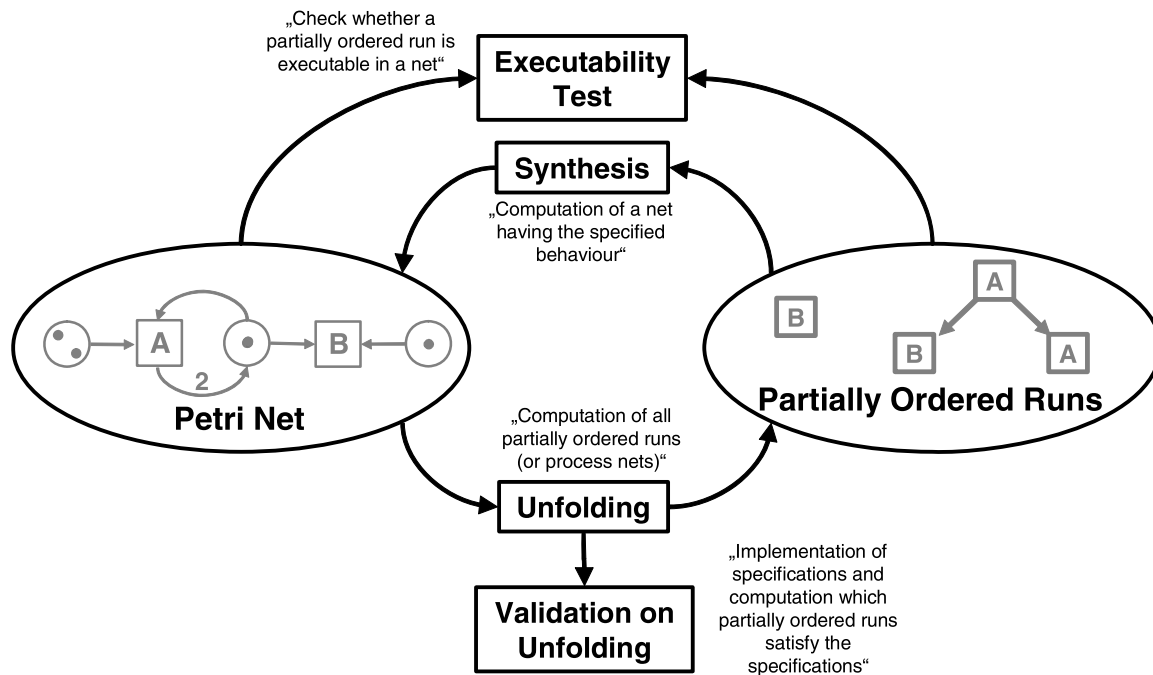 „Check whether a
partially ordered run is
executable in a net“
Executability
Test
Synthesis
„Computation of a net
having the specified
behaviour“
A
B
2
Petri Net
B
A
B
A
Partially Ordered Runs
„Computation of all
partially ordered runs
(or process nets)“
Unfolding
Validation on
Unfolding
„Implementation of
specifications and
computation which
partially ordered runs
satisfy the
specifications“